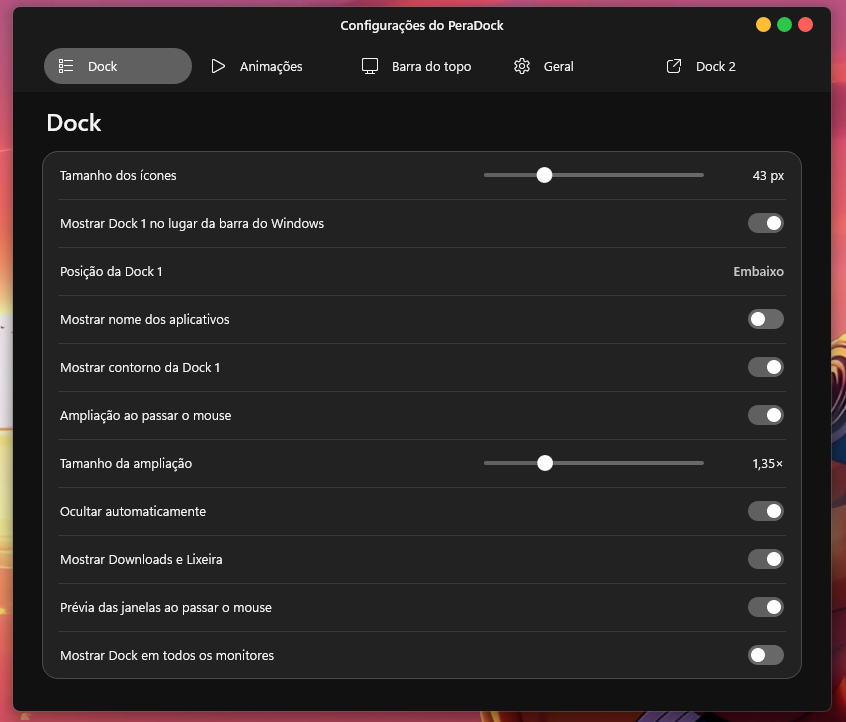 Configurações do PeraDock
Dock
Animações
Barra do topo
Geral
Dock 2
Dock
Tamanho dos ícones
43 px
Mostrar Dock 1 no lugar da barra do Windows
Posição da Dock 1
Embaixo
Mostrar nome dos aplicativos
Mostrar contorno da Dock 1
Ampliação ao passar o mouse
Tamanho da ampliação
1,35×
Ocultar automaticamente
Mostrar Downloads e Lixeira
Prévia das janelas ao passar o mouse
Mostrar Dock em todos os monitores